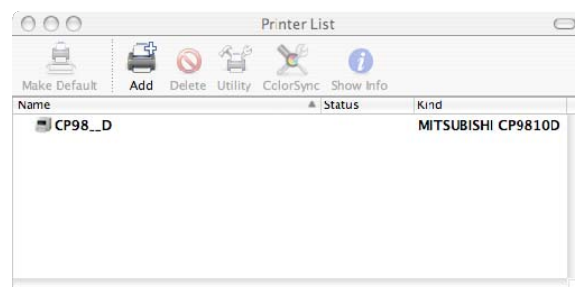 Printer List
Make Default Add Delete Utility ColorSync Show Info
Name Status Kind
CP98__D MITSUBISHI CP9810D